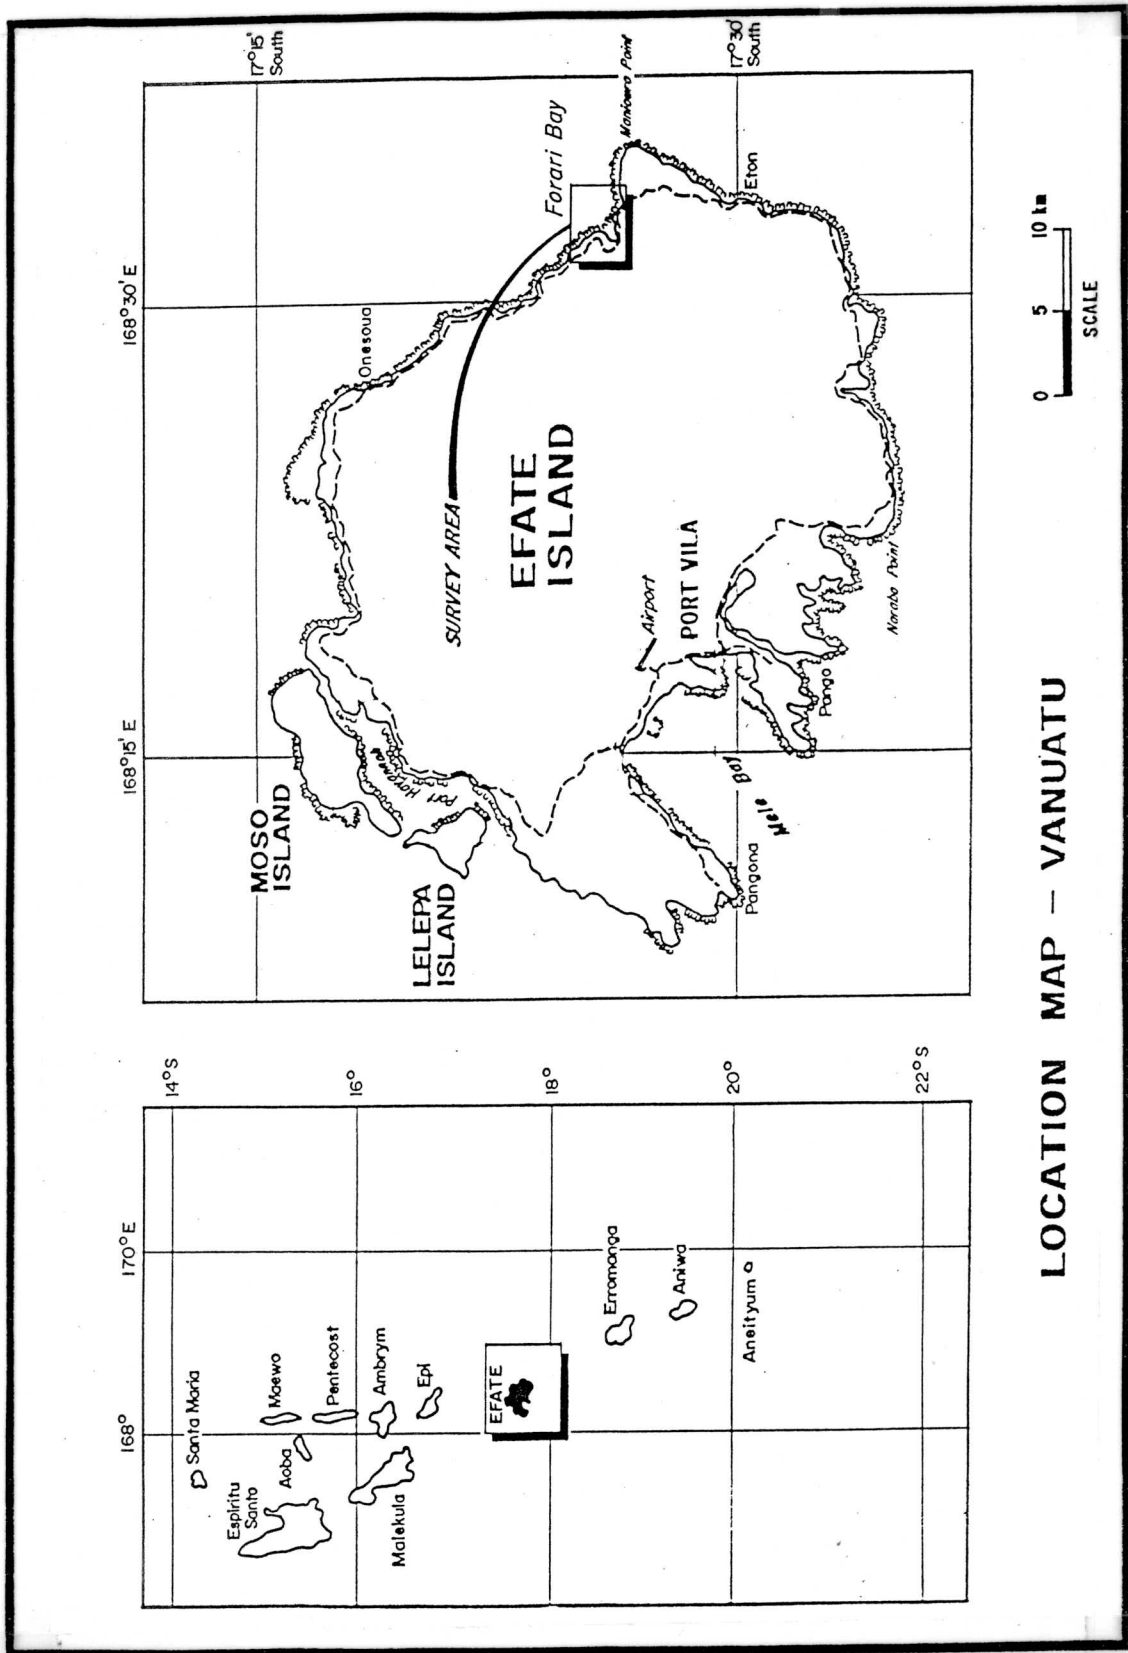 14°S
16°
18°
20°
22°S
168°
170°E
Santa Maria
Espiritu
Santo
Aoba
Maewo
Pentecost
Ambrym
Malekula
Epi
EFATE
Erromanga
Aniwa
Aneityum
168°15' E
168°30' E
17°15'
South
17°30'
South
MOSO
ISLAND
LELEPA
ISLAND
Port
Onesoua
SURVEY AREA
EFATE
ISLAND
Forari Bay
Eton
Airport
PORT VILA
Mele Bay
Pangona
Pango
Narabo Point
0 5 10 km
SCALE
LOCATION MAP – VANUATU